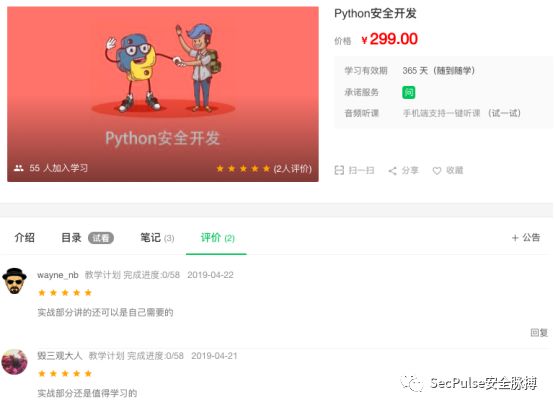 Python安全开发
价格 ¥299.00
学习有效期 365 天（随到随学）
承诺服务 问
音频听课 手机端支持一键听课 （试一试）
Python安全开发
55 人加入学习 (2人评价)
扫一扫 分享 收藏
介绍 目录 试看 笔记 (3) 评价 (2) + 公告
wayne_nb 教学计划 完成进度:0/58 2019-04-22
实战部分讲的还可以是自己需要的
回复
毁三观大人 教学计划 完成进度:0/58 2019-04-21
实战部分还是值得学习的
SecPulse安全脉搏